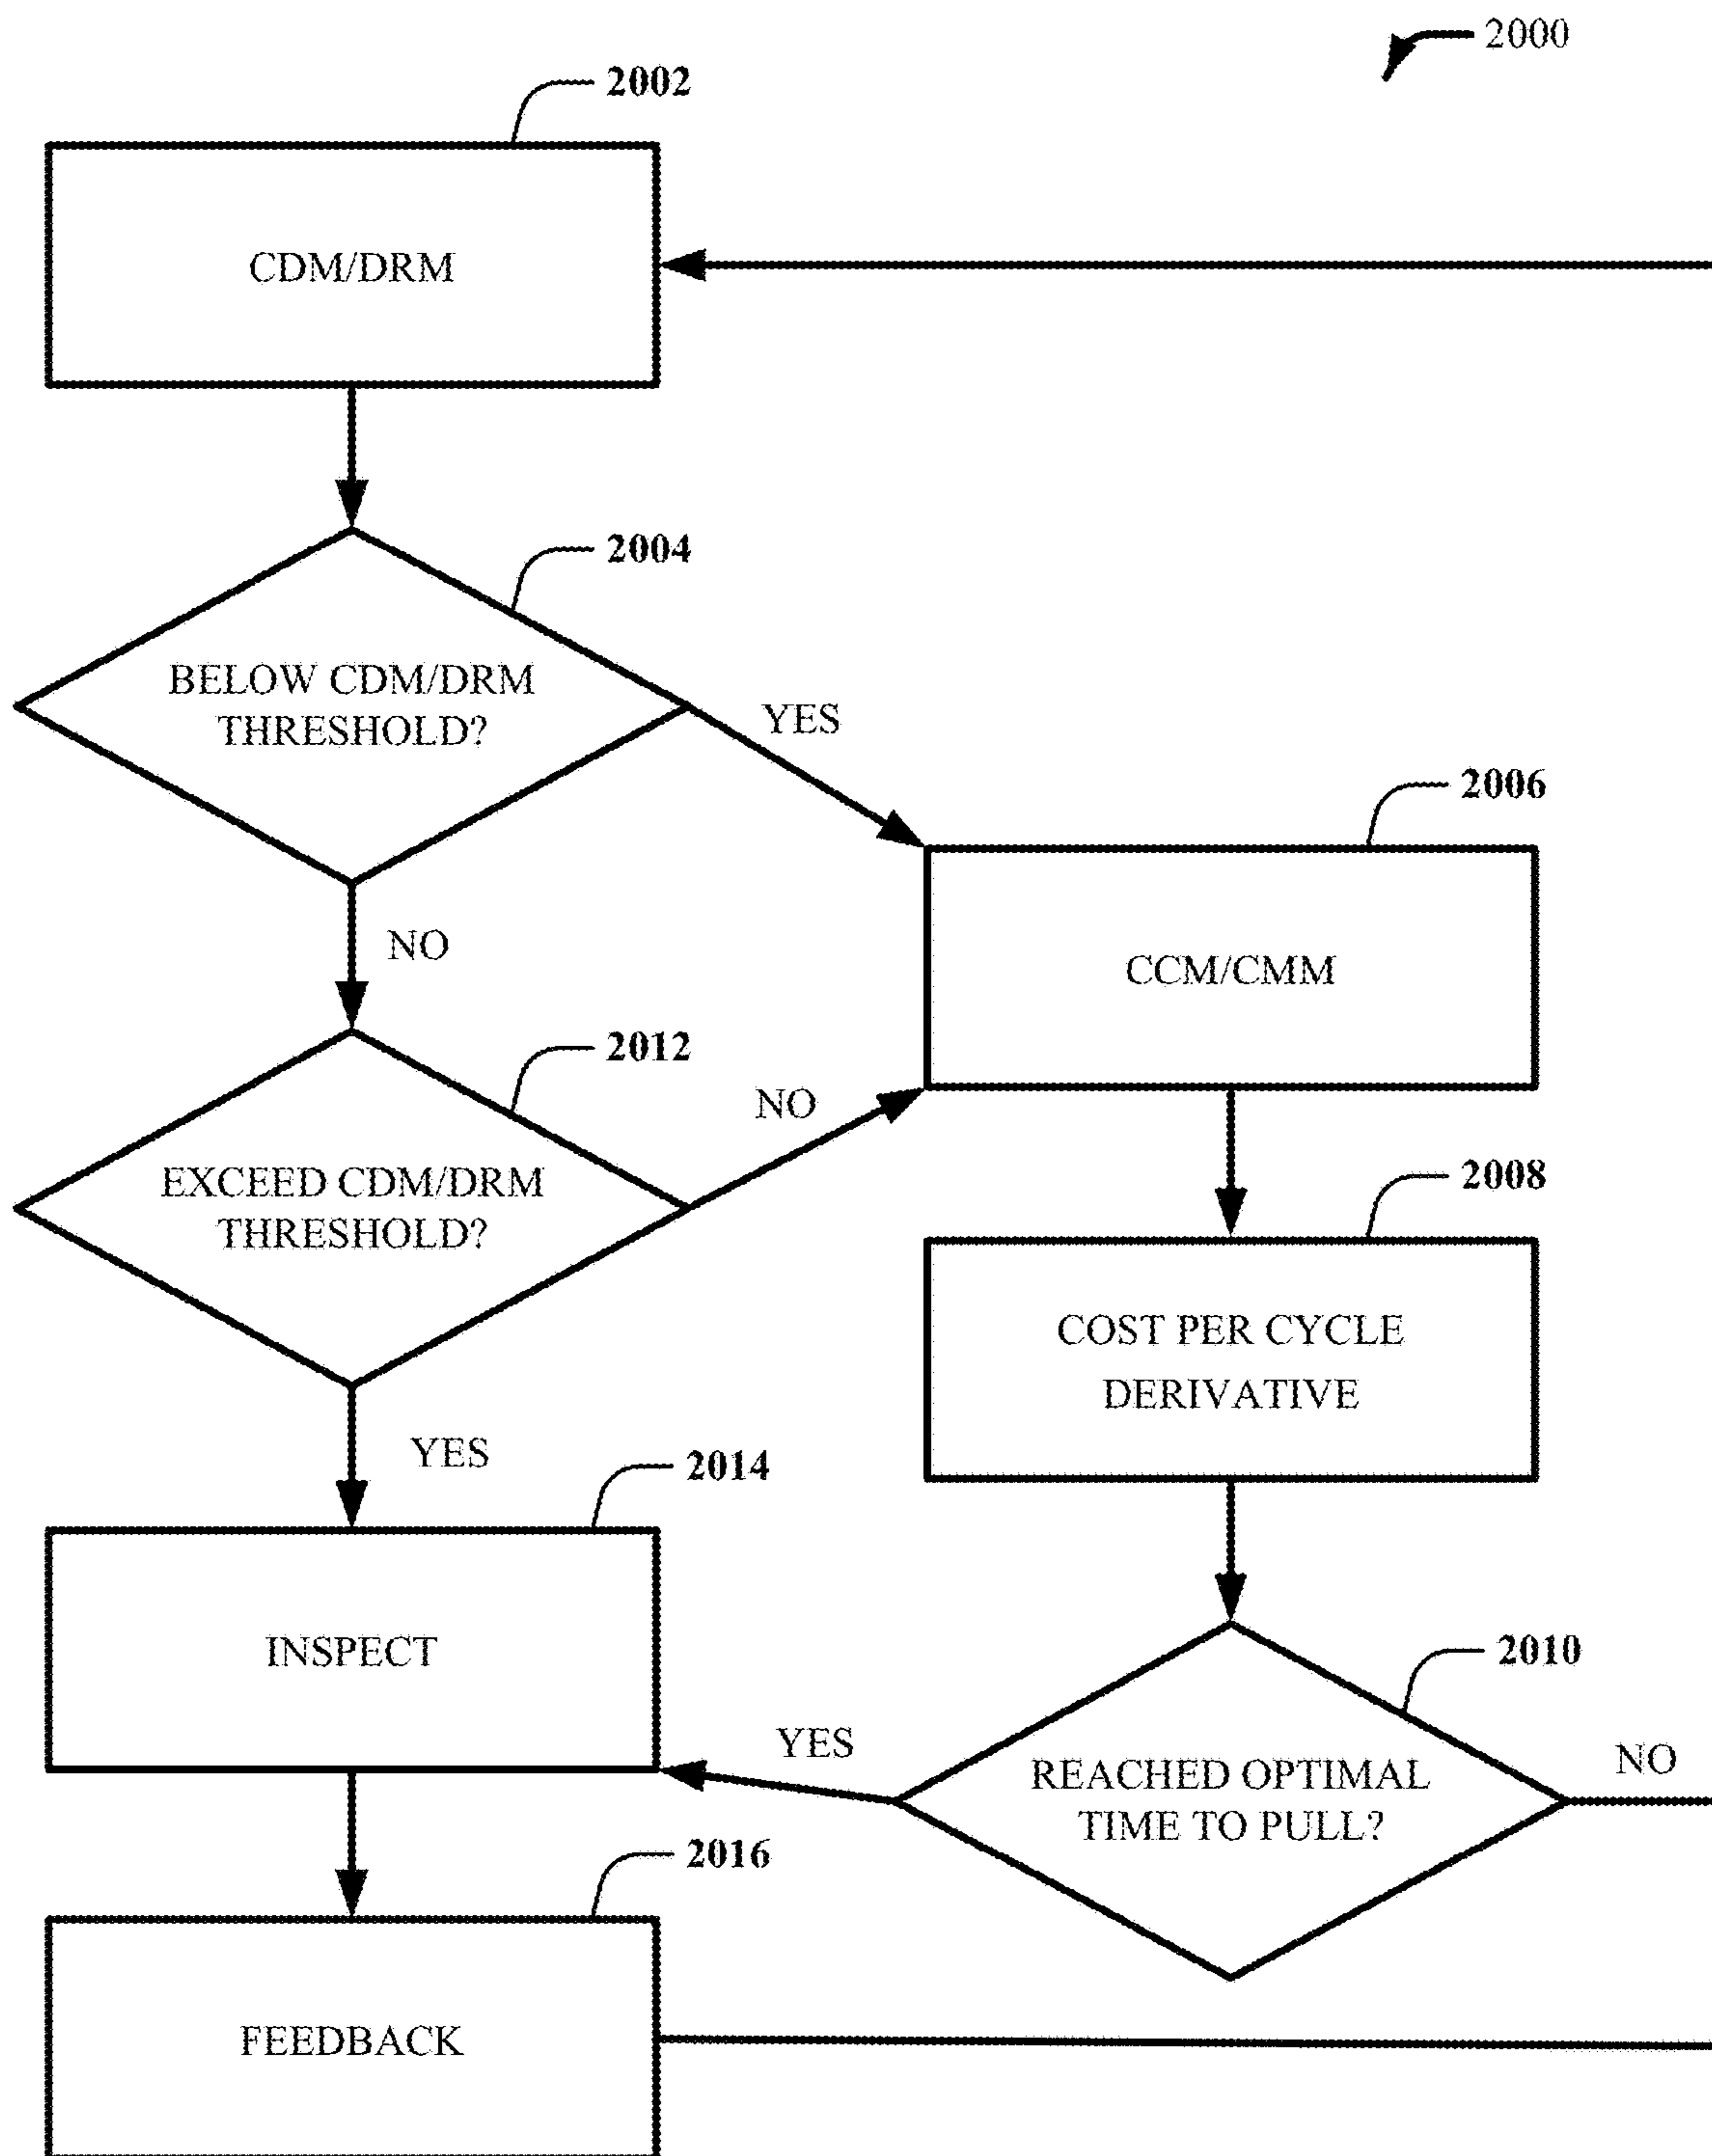 2000
2002
CDM/DRM
2004
BELOW CDM/DRM
THRESHOLD?
YES
NO
2006
CCM/CMM
2012
EXCEED CDM/DRM
THRESHOLD?
NO
YES
2008
COST PER CYCLE
DERIVATIVE
2014
INSPECT
2010
REACHED OPTIMAL
TIME TO PULL?
YES
NO
2016
FEEDBACK